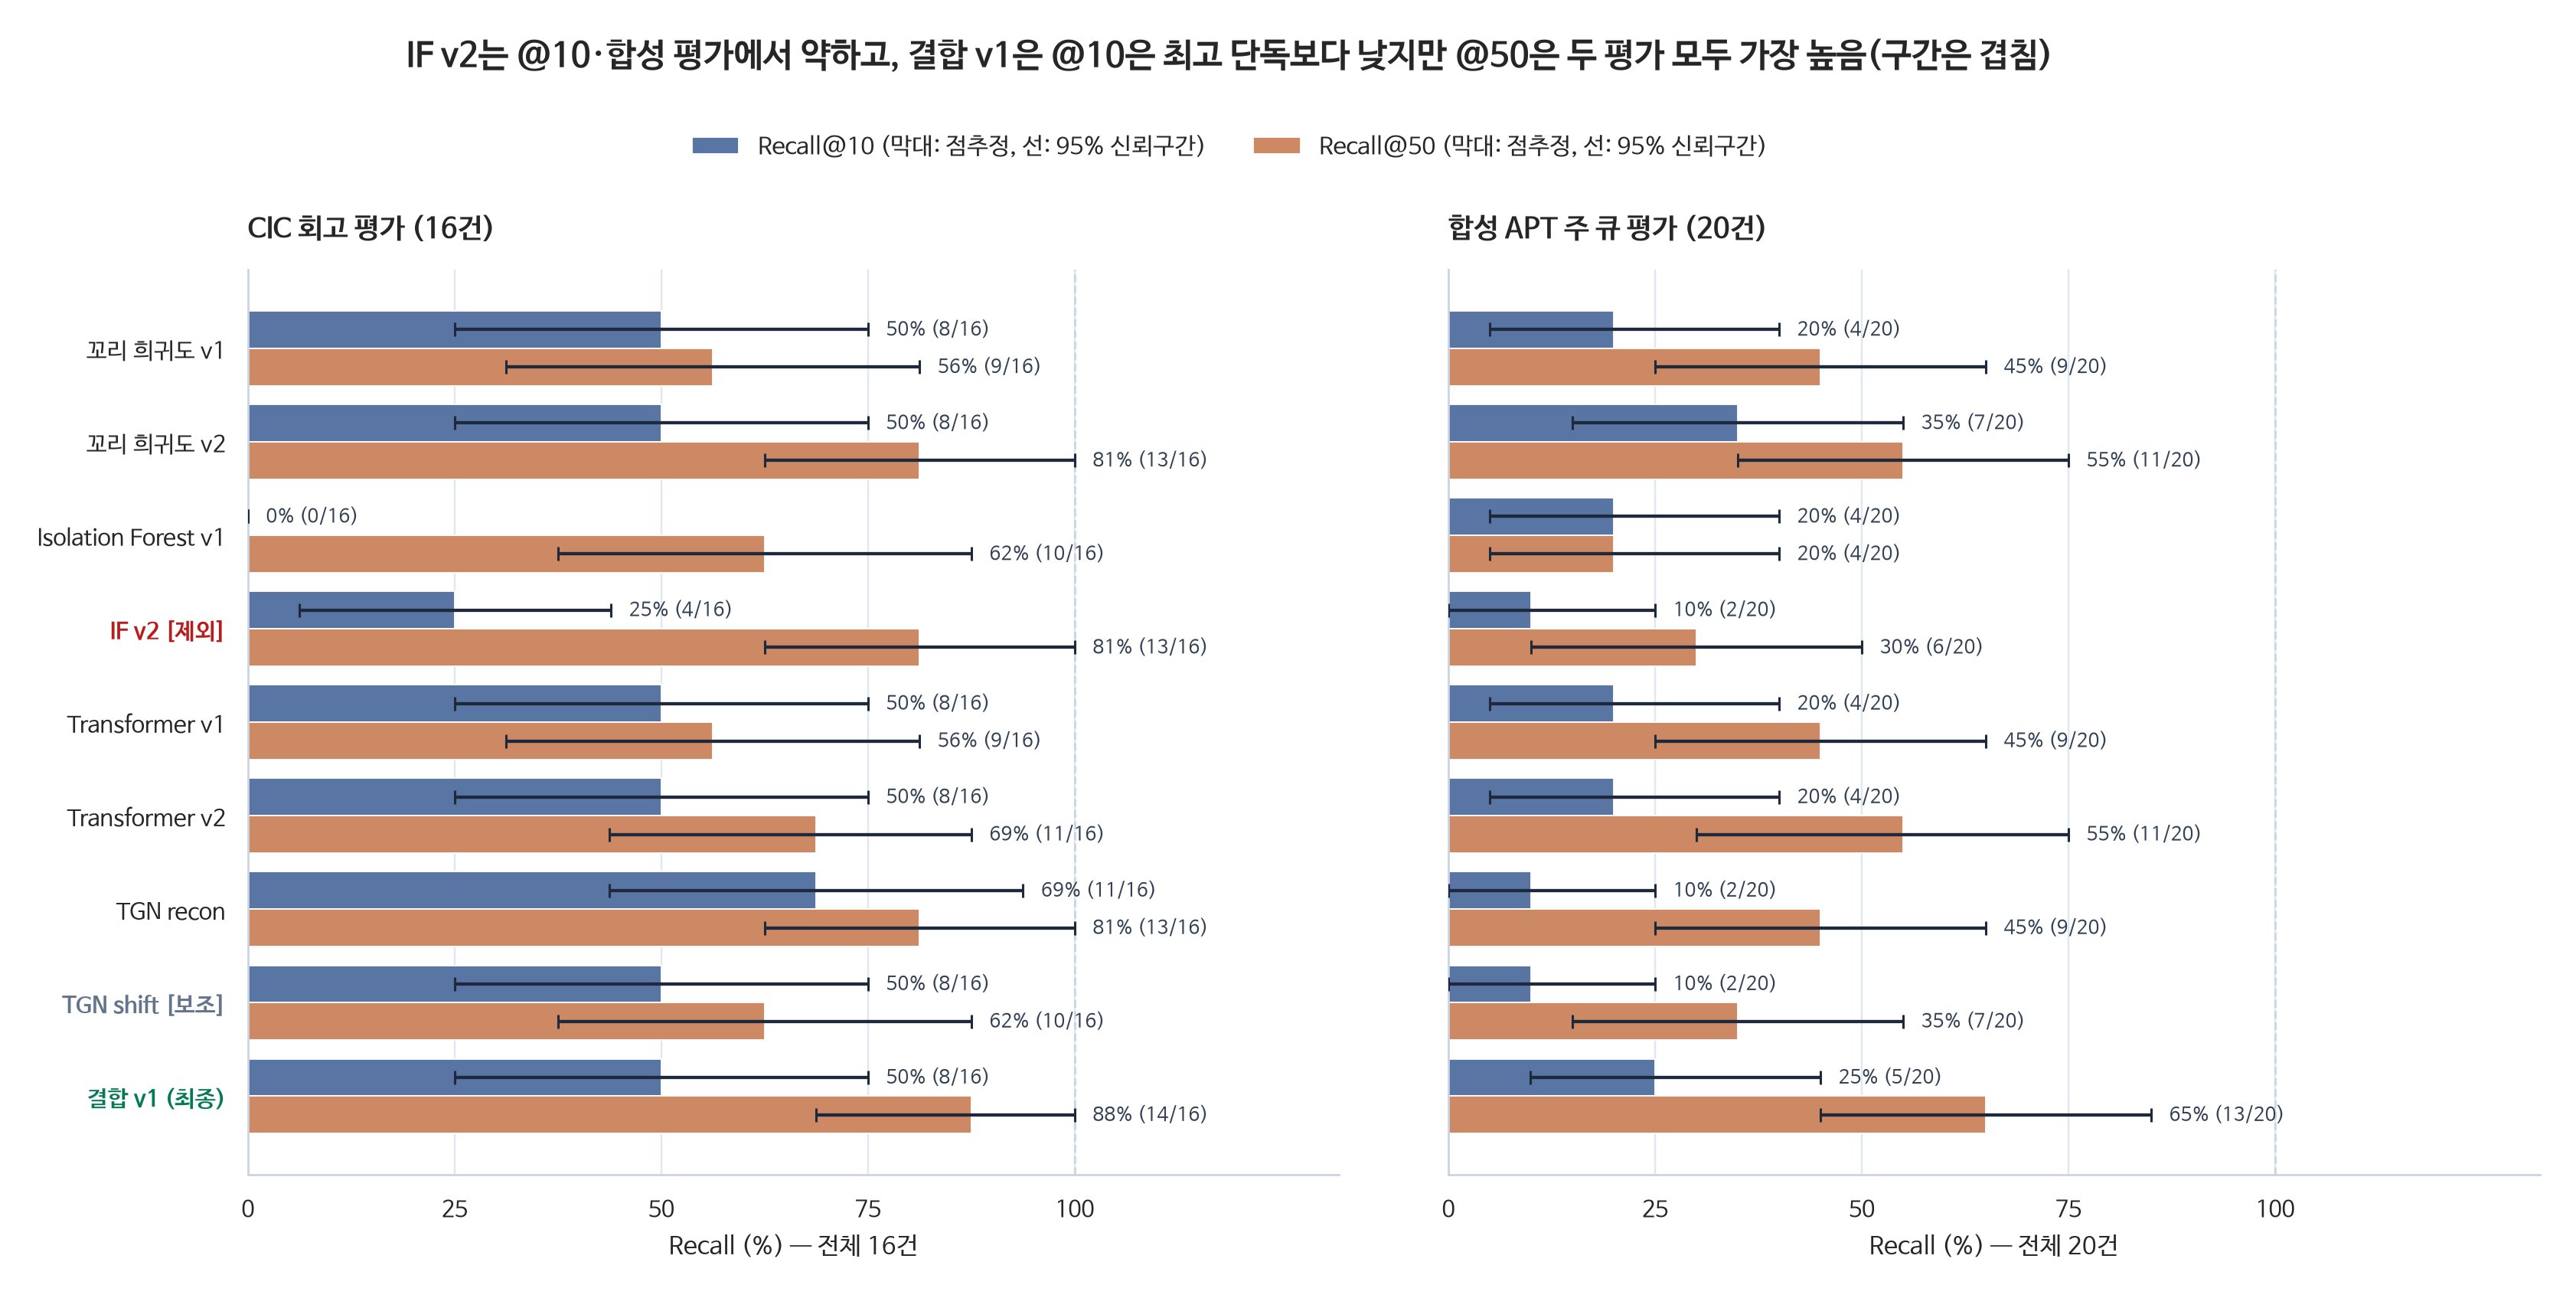 IF v2는 @10·합성 평가에서 약하고, 결합 v1은 @10은 최고 단독보다 낮지만 @50은 두 평가 모두 가장 높음(구간은 겹침)
Recall@10 (막대: 점추정, 선: 95% 신뢰구간)
Recall@50 (막대: 점추정, 선: 95% 신뢰구간)
CIC 회고 평가 (16건)
꼬리 희귀도 v1
50% (8/16)
56% (9/16)
꼬리 희귀도 v2
50% (8/16)
81% (13/16)
Isolation Forest v1
0% (0/16)
62% (10/16)
IF v2 [제외]
25% (4/16)
81% (13/16)
Transformer v1
50% (8/16)
56% (9/16)
Transformer v2
50% (8/16)
69% (11/16)
TGN recon
69% (11/16)
81% (13/16)
TGN shift [보조]
50% (8/16)
62% (10/16)
결합 v1 (최종)
50% (8/16)
88% (14/16)
0 25 50 75 100
Recall (%) — 전체 16건
합성 APT 주 큐 평가 (20건)
20% (4/20)
45% (9/20)
35% (7/20)
55% (11/20)
20% (4/20)
20% (4/20)
10% (2/20)
30% (6/20)
20% (4/20)
45% (9/20)
20% (4/20)
55% (11/20)
10% (2/20)
45% (9/20)
10% (2/20)
35% (7/20)
25% (5/20)
65% (13/20)
0 25 50 75 100
Recall (%) — 전체 20건